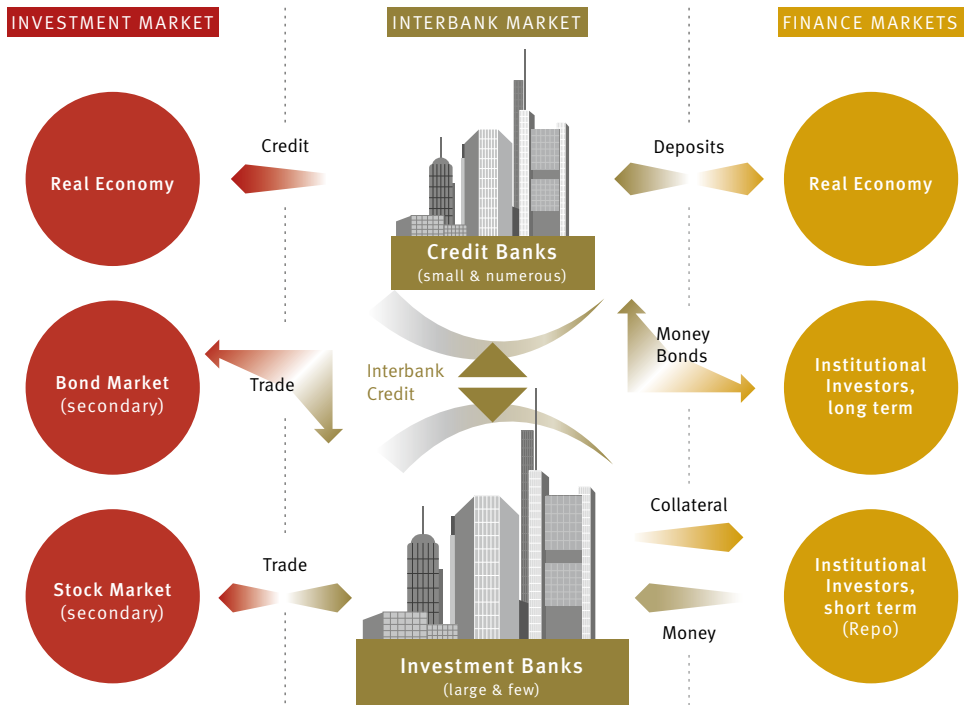 INVESTMENT MARKET
INTERBANK MARKET
FINANCE MARKETS
Real Economy
Credit
Deposits
Real Economy
Credit Banks
(small & numerous)
Bond Market
(secondary)
Trade
Interbank
Credit
Money
Bonds
Institutional
Investors,
long term
Stock Market
(secondary)
Trade
Collateral
Money
Institutional
Investors,
short term
(Repo)
Investment Banks
(large & few)